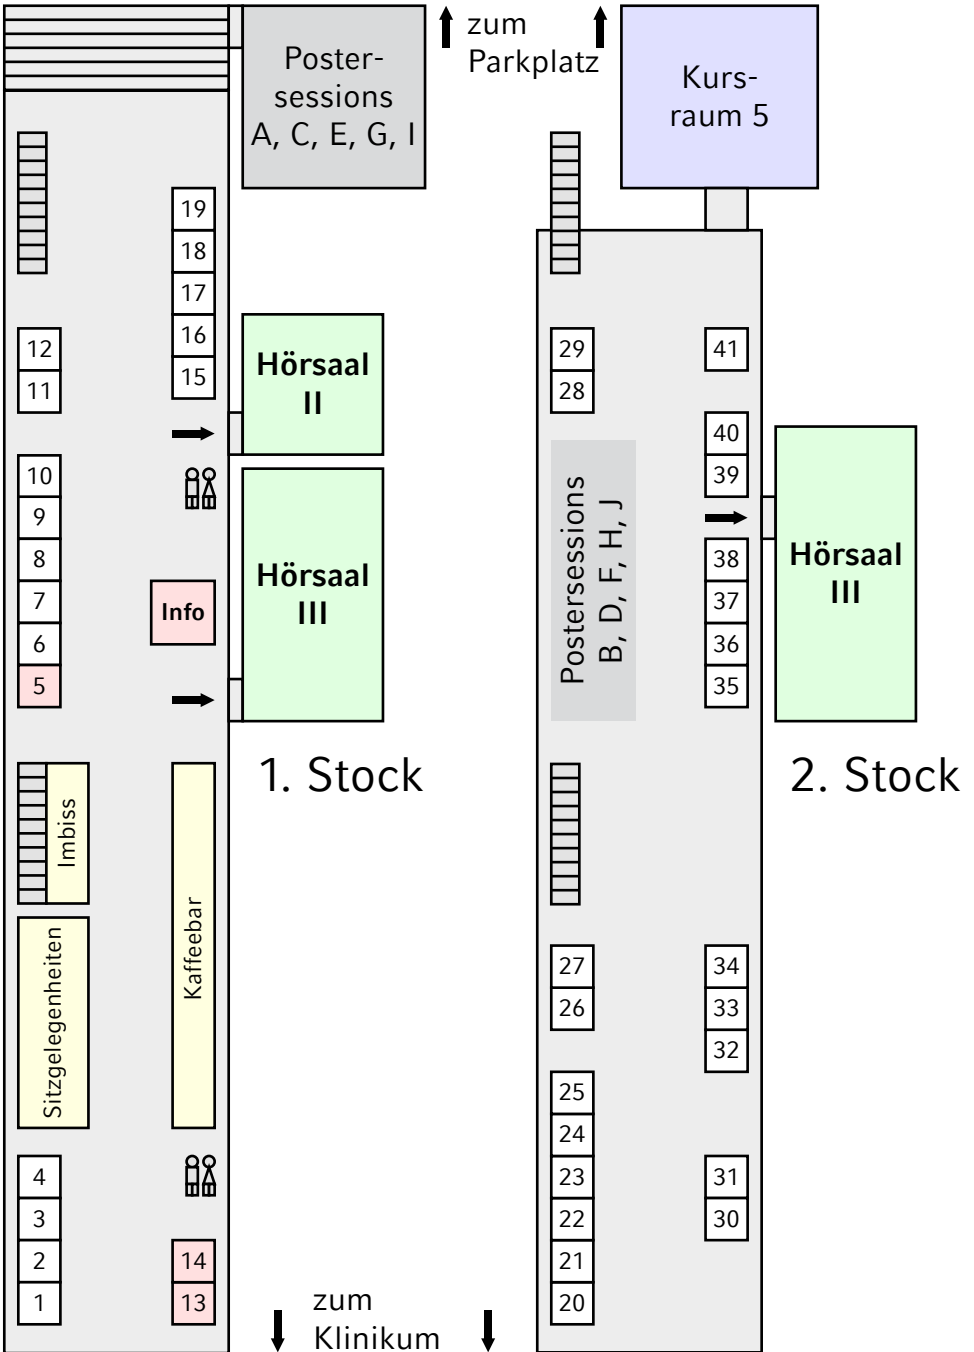 Poster-
sessions
A, C, E, G, I
19
18
17
16
15
12
11
Hörsaal
II
10
9
8
7
6
5
Info
Hörsaal
III
1. Stock
Imbiss
Sitzgelegenheiten
Kaffeebar
4
3
2
1
14
13
zum
Parkplatz
zum
Klinikum
Kurs-
raum 5
29
28
41
40
39
Postersessions
B, D, F, H, J
38
37
36
35
Hörsaal
III
2. Stock
27
26
34
33
32
25
24
23
22
21
20
31
30